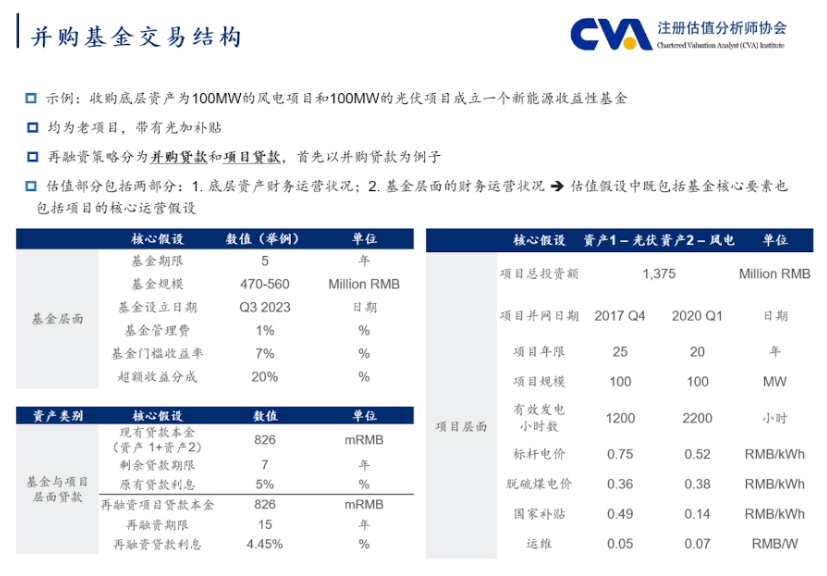 并购基金交易结构
CVA 注册估值分析师协会
Chartered Valuation Analyst (CVA) Institute
示例：收购底层资产为100MW的风电项目和100MW的光伏项目成立一个新能源收益性基金
均为老项目，带有光加补贴
再融资策略分为并购贷款和项目贷款，首先以并购贷款为例子
估值部分包括两部分：1. 底层资产财务运营状况；2. 基金层面的财务运营状况 ➔ 估值假设中既包括基金核心要素也
包括项目的核心运营假设
核心假设 数值（举例） 单位
基金层面
基金期限 5 年
基金规模 470-560 Million RMB
基金设立日期 Q3 2023 日期
基金管理费 1% %
基金门槛收益率 7% %
超额收益分成 20% %
资产类别 核心假设 数值 单位
基金与项目
层面贷款
现有贷款本金
（资产 1+资产2） 826 mRMB
剩余贷款期限 7 年
原有贷款利息 5% %
再融资项目贷款本金 826 mRMB
再融资期限 15 年
再融资贷款利息 4.45% %
核心假设 资产1 – 光伏 资产2 – 风电 单位
项目层面
项目总投资额 1,375 Million RMB
项目并网日期 2017 Q4 2020 Q1 日期
项目年限 25 20 年
项目规模 100 100 MW
有效发电
小时数 1200 2200 小时
标杆电价 0.75 0.52 RMB/kWh
脱硫煤电价 0.36 0.38 RMB/kWh
国家补贴 0.49 0.14 RMB/kWh
运维 0.05 0.07 RMB/W